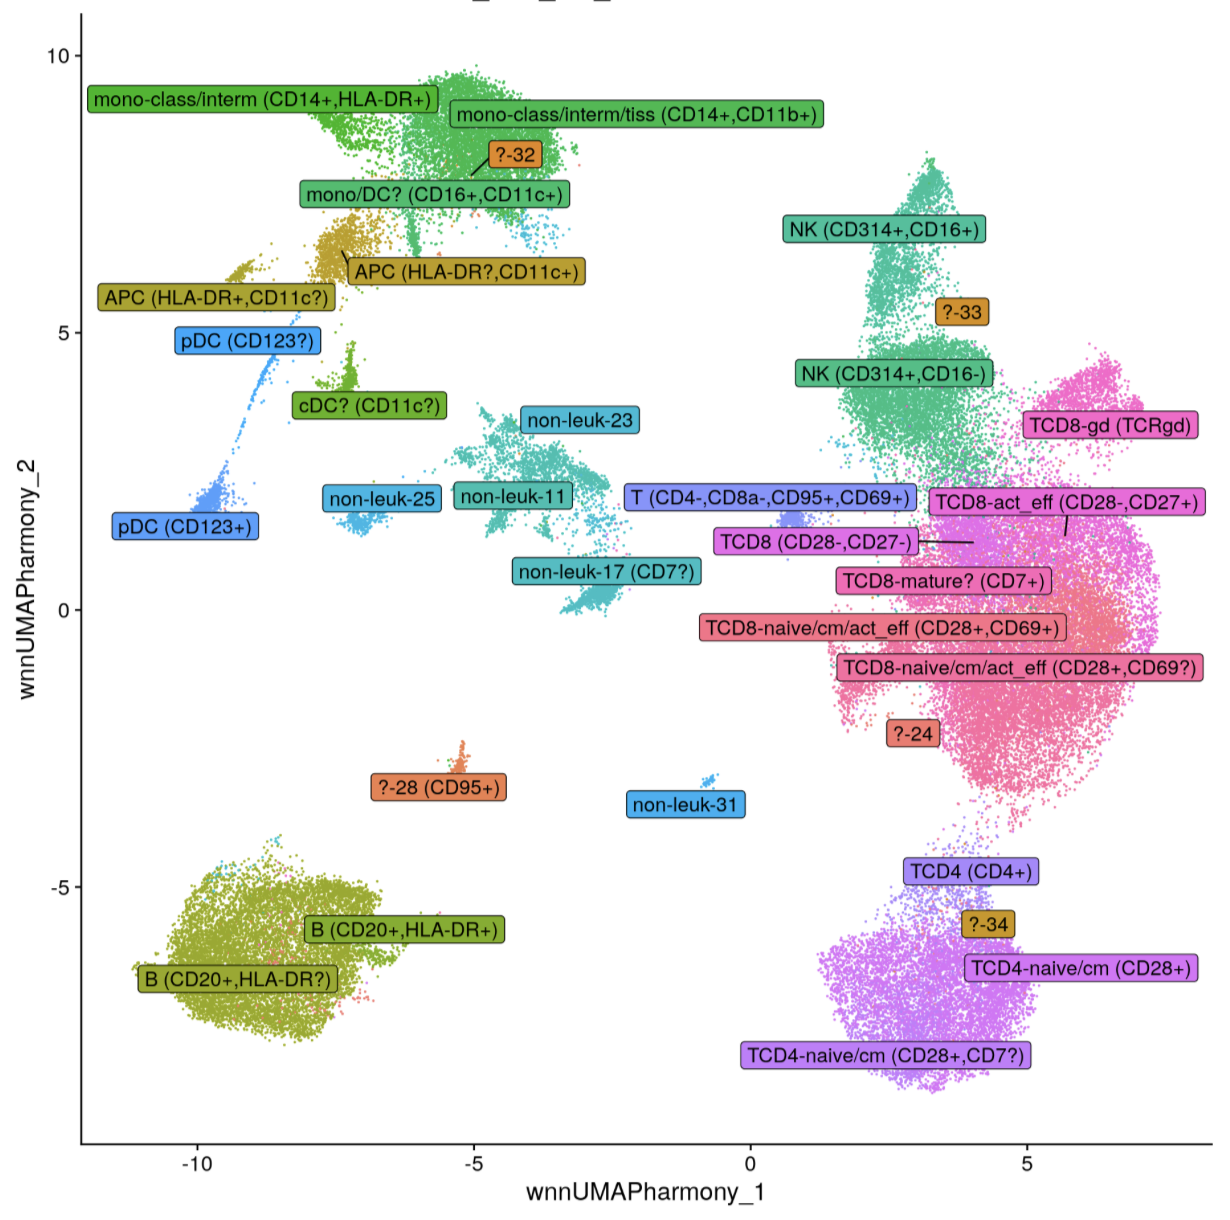 10
mono-class/interm (CD14+,HLA-DR+)
mono-class/interm/tiss (CD14+,CD11b+)
?-32
mono/DC? (CD16+,CD11c+)
NK (CD314+,CD16+)
APC (HLA-DR?,CD11c+)
APC (HLA-DR+,CD11c?)
?-33
5
pDC (CD123?)
NK (CD314+,CD16-)
cDC? (CD11c?)
non-leuk-23
TCD8-gd (TCRgd)
non-leuk-25
non-leuk-11
T (CD4-,CD8a-,CD95+,CD69+)
TCD8-act_eff (CD28-,CD27+)
pDC (CD123+)
TCD8 (CD28-,CD27-)
non-leuk-17 (CD7?)
TCD8-mature? (CD7+)
0
TCD8-naive/cm/act_eff (CD28+,CD69+)
TCD8-naive/cm/act_eff (CD28+,CD69?)
?-24
?-28 (CD95+)
non-leuk-31
TCD4 (CD4+)
-5
?-34
B (CD20+,HLA-DR+)
TCD4-naive/cm (CD28+)
B (CD20+,HLA-DR?)
TCD4-naive/cm (CD28+,CD7?)
wnnUMAPharmony_2
-10
-5
0
5
wnnUMAPharmony_1